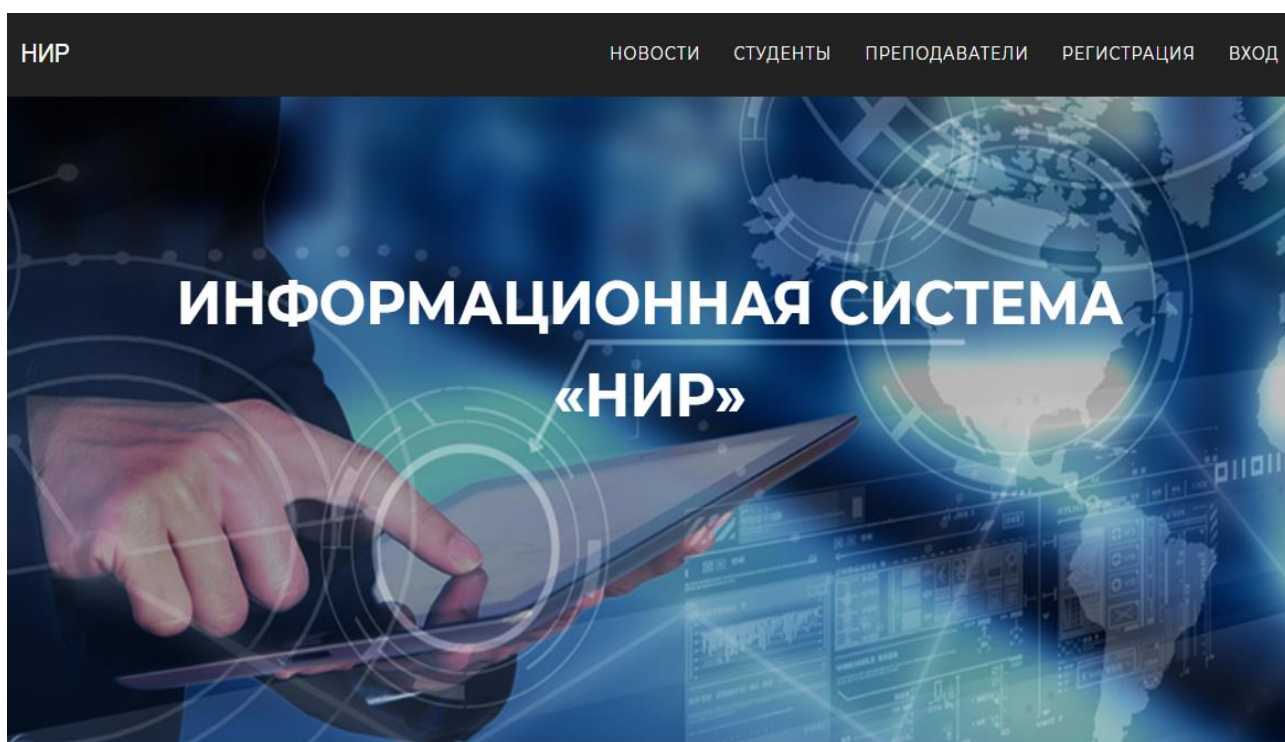 НИР
НОВОСТИ СТУДЕНТЫ ПРЕПОДАВАТЕЛИ РЕГИСТРАЦИЯ ВХОД
ИНФОРМАЦИОННАЯ СИСТЕМА
«НИР»